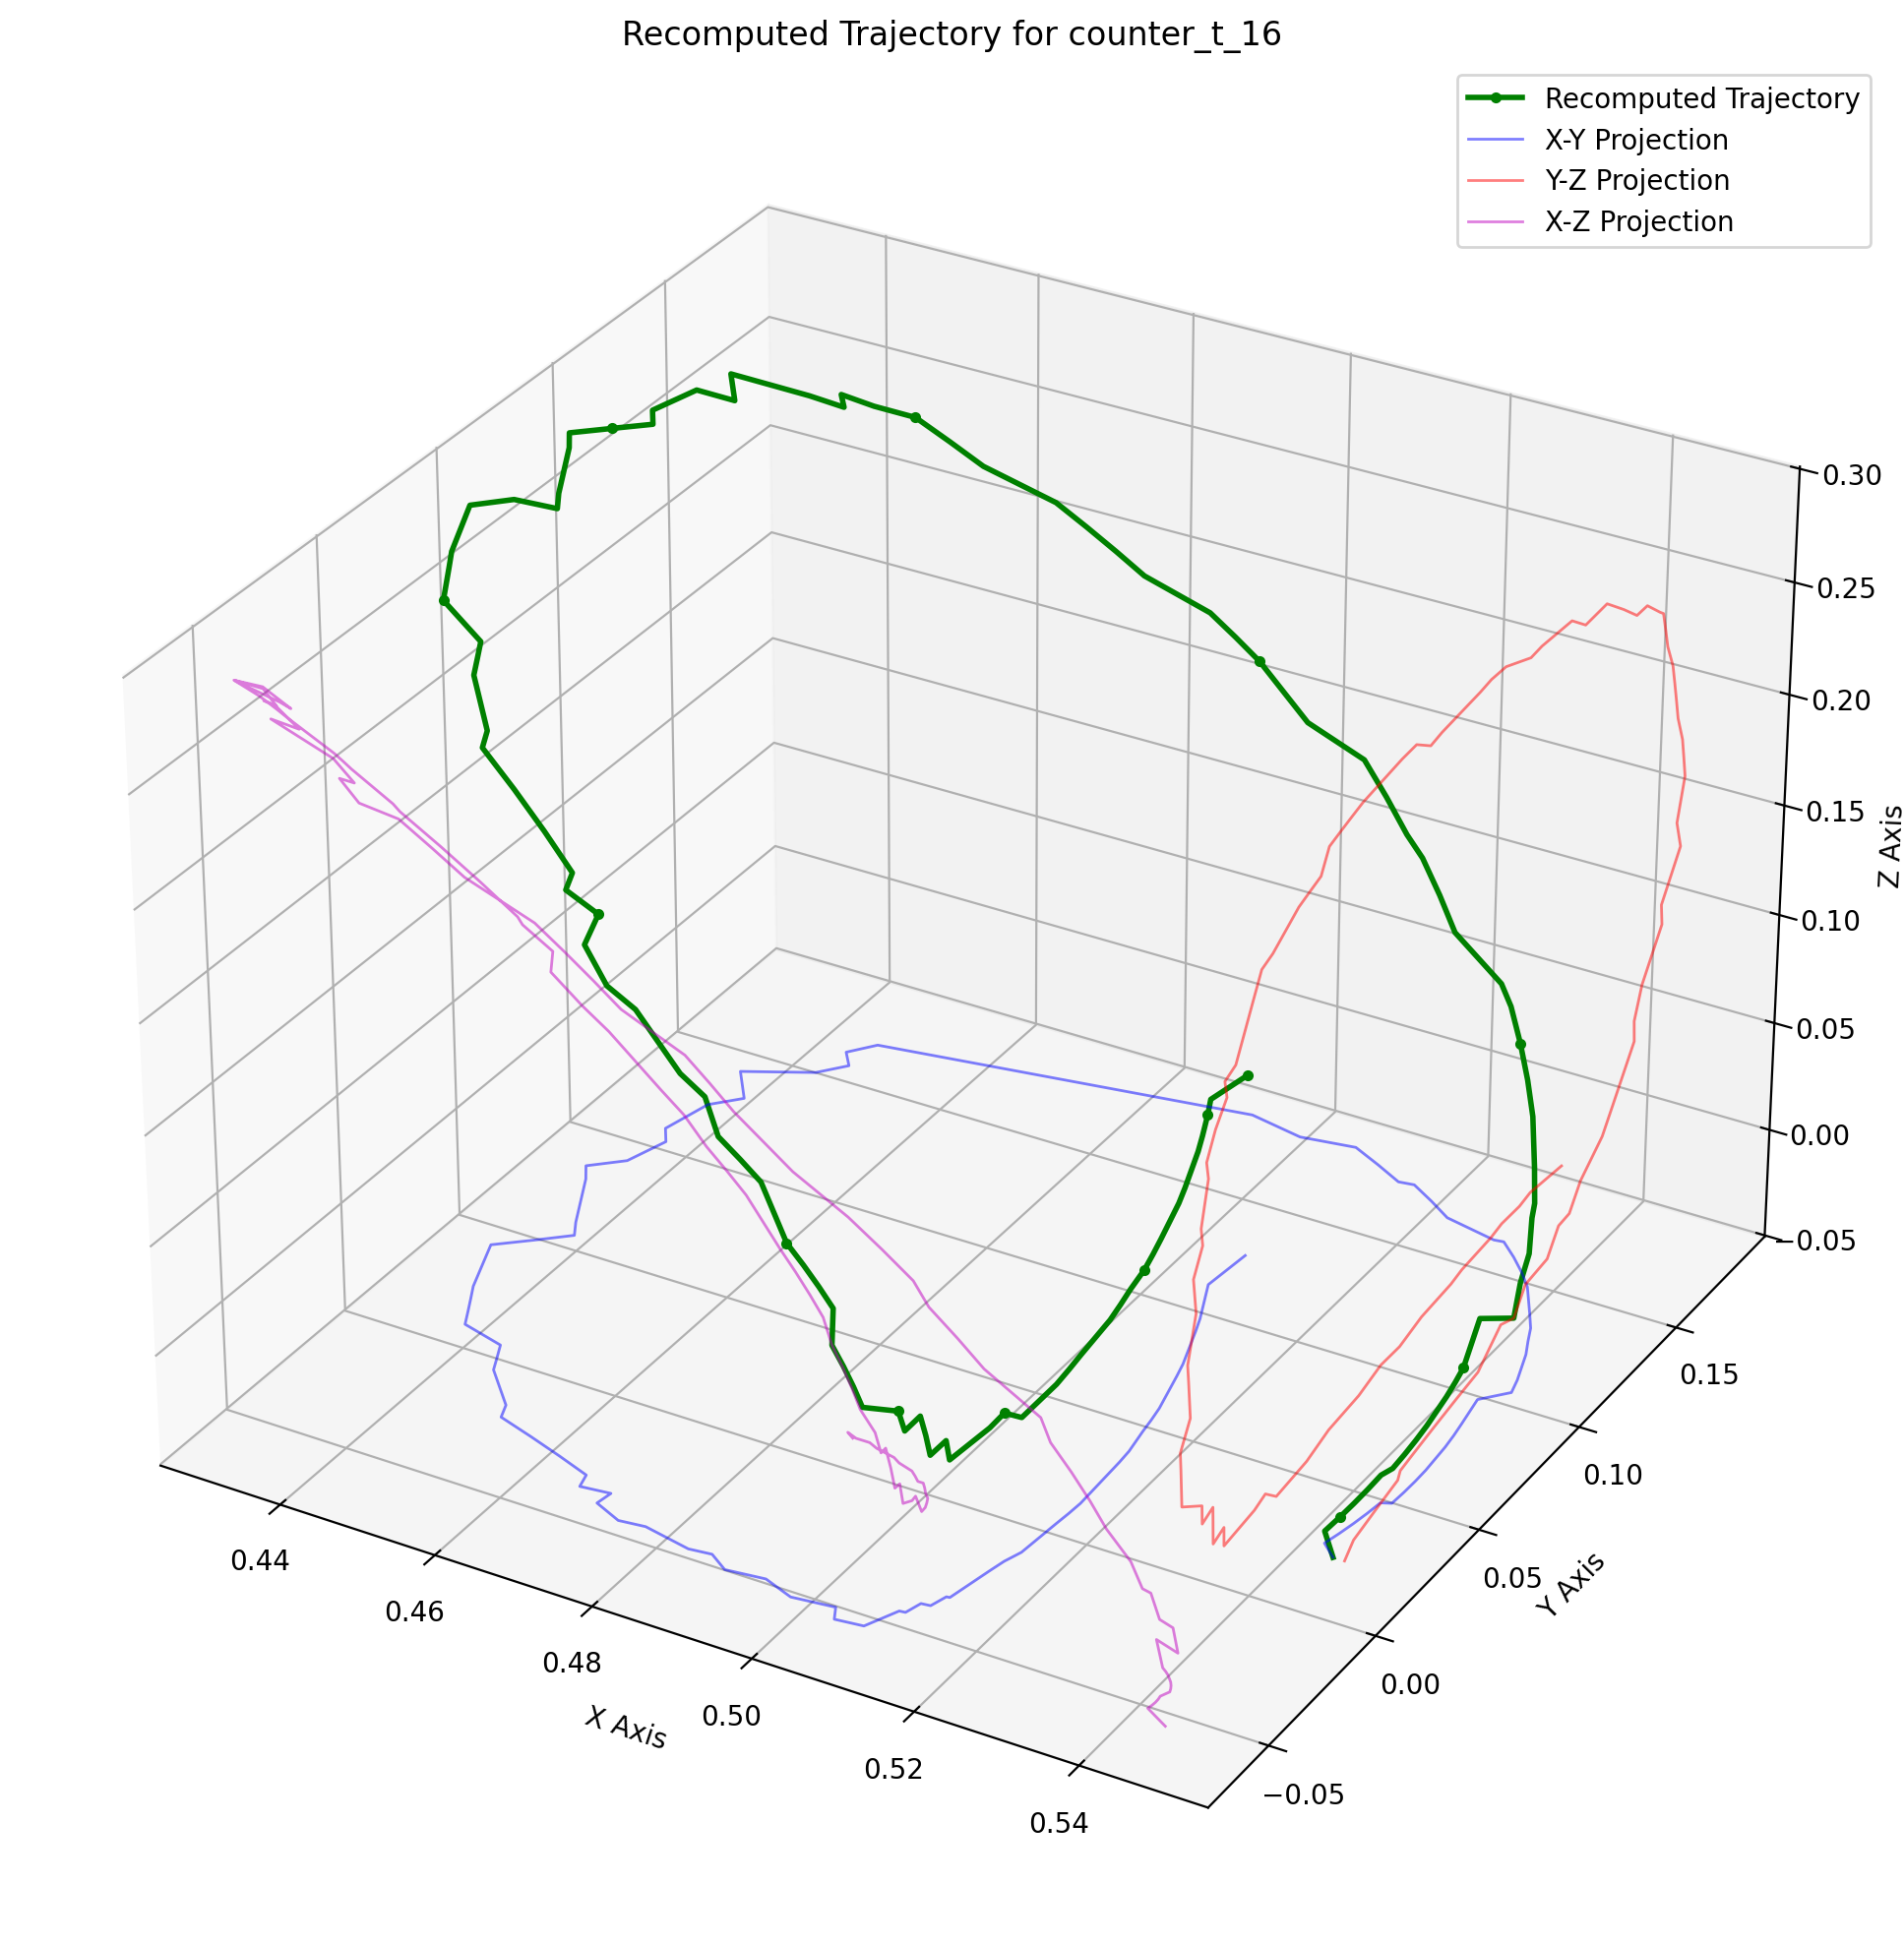 Recomputed Trajectory for counter_t_16
Recomputed Trajectory
X-Y Projection
Y-Z Projection
X-Z Projection
0.30
0.25
0.20
0.15
0.10
0.05
0.00
−0.05
Z Axis
0.15
0.10
0.05
0.00
−0.05
Y Axis
0.44
0.46
0.48
0.50
0.52
0.54
X Axis